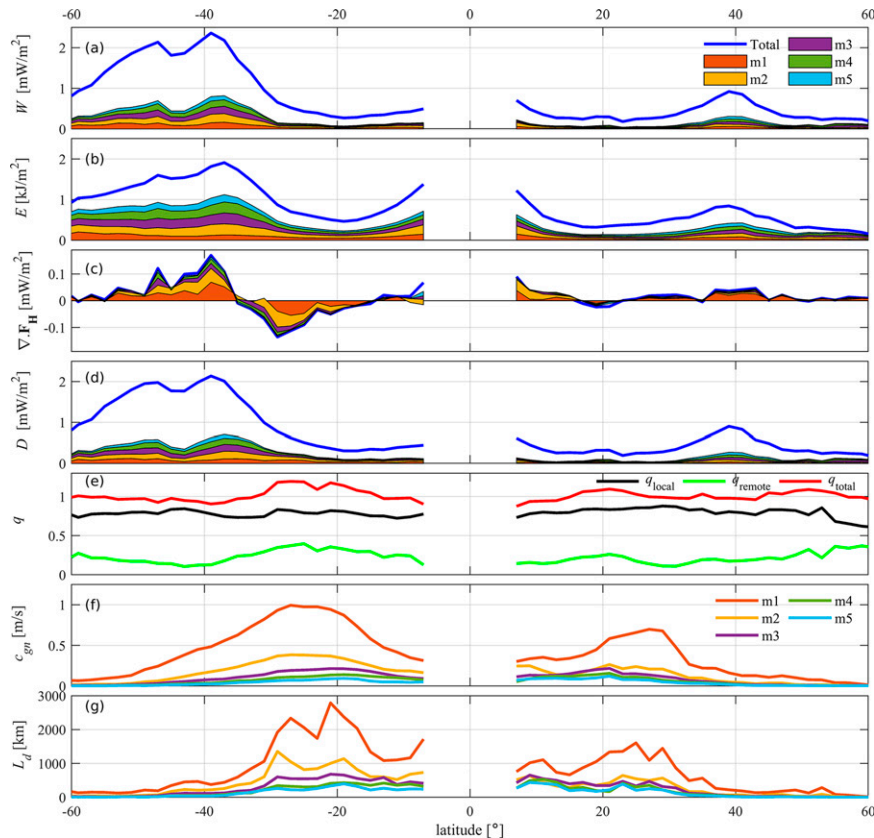 -60 -40 -20 0 20 40 60
(a)
W [mW/m²]
2
1
0
Total
m1
m2
m3
m4
m5
(b)
E [kJ/m²]
2
1
0
(c)
∇.F_H [mW/m²]
0.1
0
-0.1
(d)
D [mW/m²]
2
1
0
(e)
q
1
0.5
0
q_local q_remote q_total
(f)
c_gn [m/s]
1
0.5
0
m1
m2
m3
m4
m5
(g)
L_d [km]
3000
2000
1000
0
-60 -40 -20 0 20 40 60
latitude [°]